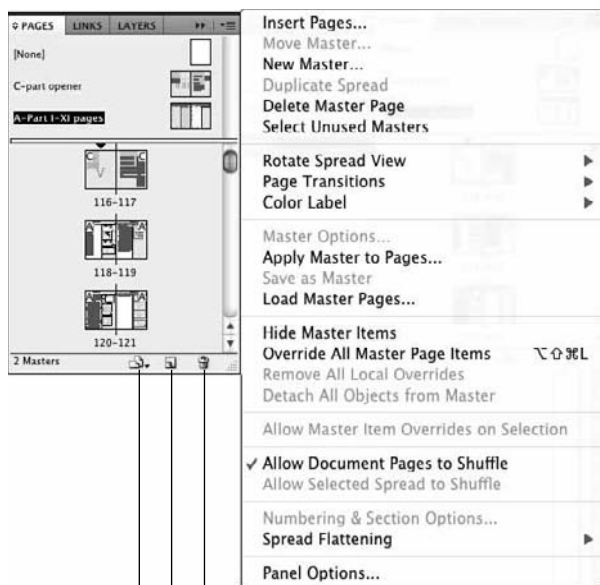 PAGES LINKS LAYERS
[None]
C-part opener
A-Part I-XI pages
C C
116-117
A A
118-119
A A
120-121
2 Masters
Insert Pages...
Move Master...
New Master...
Duplicate Spread
Delete Master Page
Select Unused Masters
Rotate Spread View
Page Transitions
Color Label
Master Options...
Apply Master to Pages...
Save as Master
Load Master Pages...
Hide Master Items
Override All Master Page Items ⌥⇧⌘L
Remove All Local Overrides
Detach All Objects from Master
Allow Master Item Overrides on Selection
✓ Allow Document Pages to Shuffle
Allow Selected Spread to Shuffle
Numbering & Section Options...
Spread Flattening
Panel Options...